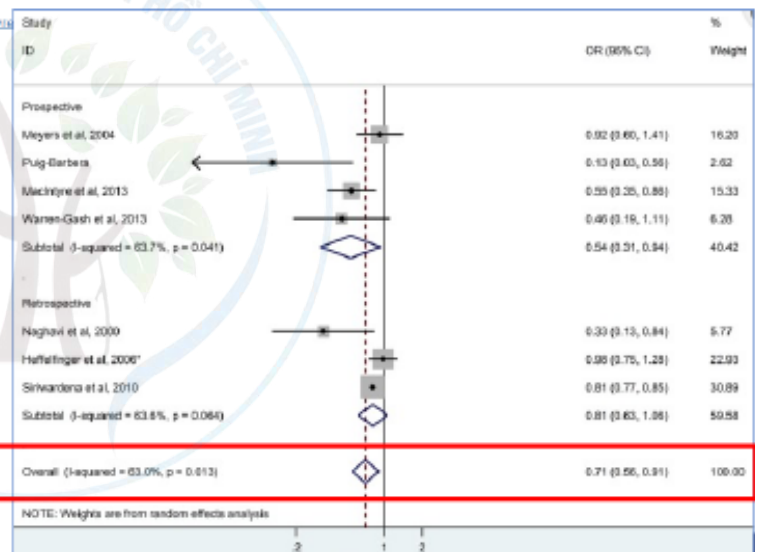 HỒ CHÍ MINH
Study %
ID OR (95% CI) Weight
Prospective
Meyers et al, 2004 0.92 (0.60, 1.41) 16.20
Puig-Barbera 0.13 (0.03, 0.56) 2.62
MacIntyre et al, 2013 0.55 (0.35, 0.86) 15.33
Warren-Gash et al, 2013 0.46 (0.19, 1.11) 6.28
Subtotal (I-squared = 63.7%, p = 0.041) 0.54 (0.31, 0.94) 40.42
Retrospective
Naghavi et al, 2000 0.33 (0.13, 0.84) 5.77
Heffelfinger et al, 2006* 0.98 (0.75, 1.28) 22.93
Siriwardena et al, 2010 0.81 (0.77, 0.85) 30.89
Subtotal (I-squared = 63.6%, p = 0.064) 0.81 (0.63, 1.06) 59.58
Overall (I-squared = 63.0%, p = 0.013) 0.71 (0.56, 0.91) 100.00
NOTE: Weights are from random effects analysis
.2 1 2